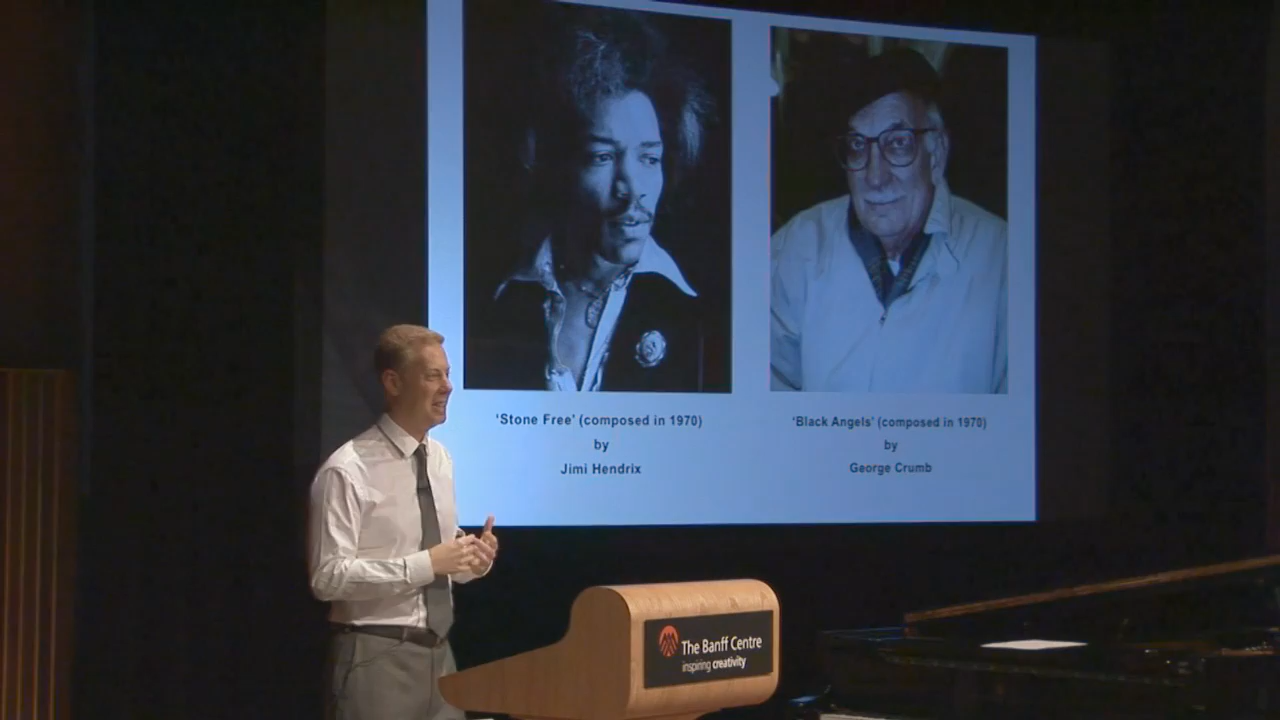 ‘Stone Free’ (composed in 1970)
by
Jimi Hendrix
‘Black Angels’ (composed in 1970)
by
George Crumb
The Banff Centre
inspiring creativity